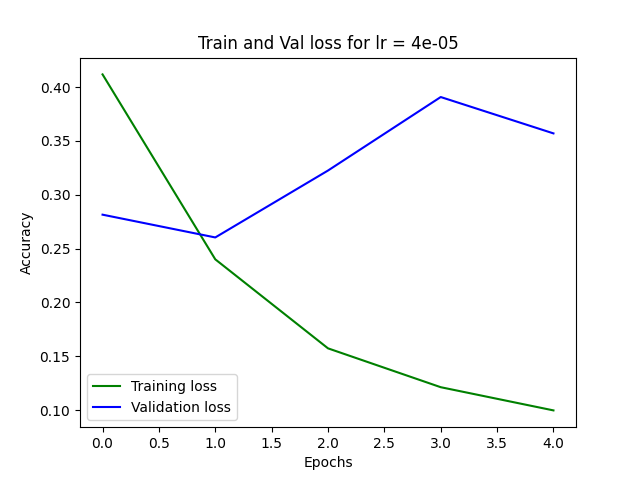 Train and Val loss for lr = 4e-05
Accuracy
0.40
0.35
0.30
0.25
0.20
0.15
0.10
Training loss
Validation loss
0.0 0.5 1.0 1.5 2.0 2.5 3.0 3.5 4.0
Epochs